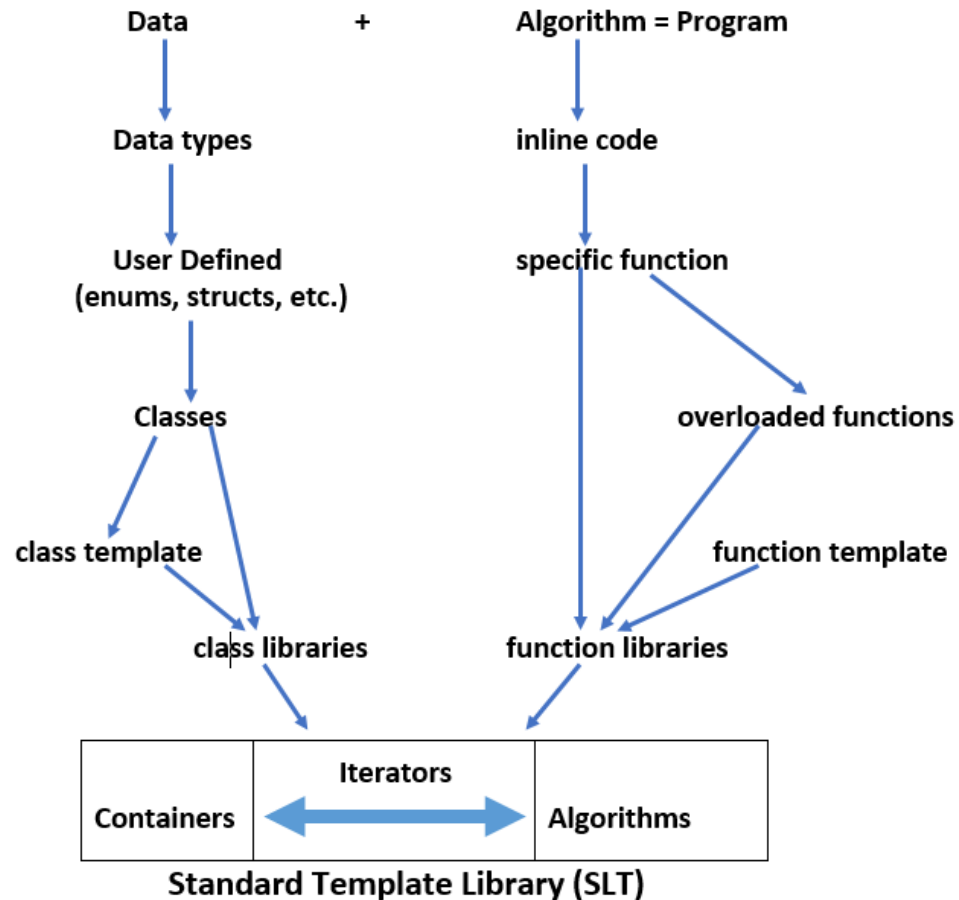 Data + Algorithm = Program
Data types inline code
User Defined specific function
(enums, structs, etc.)
Classes overloaded functions
class template function template
class libraries function libraries
Iterators
Containers Algorithms
Standard Template Library (SLT)